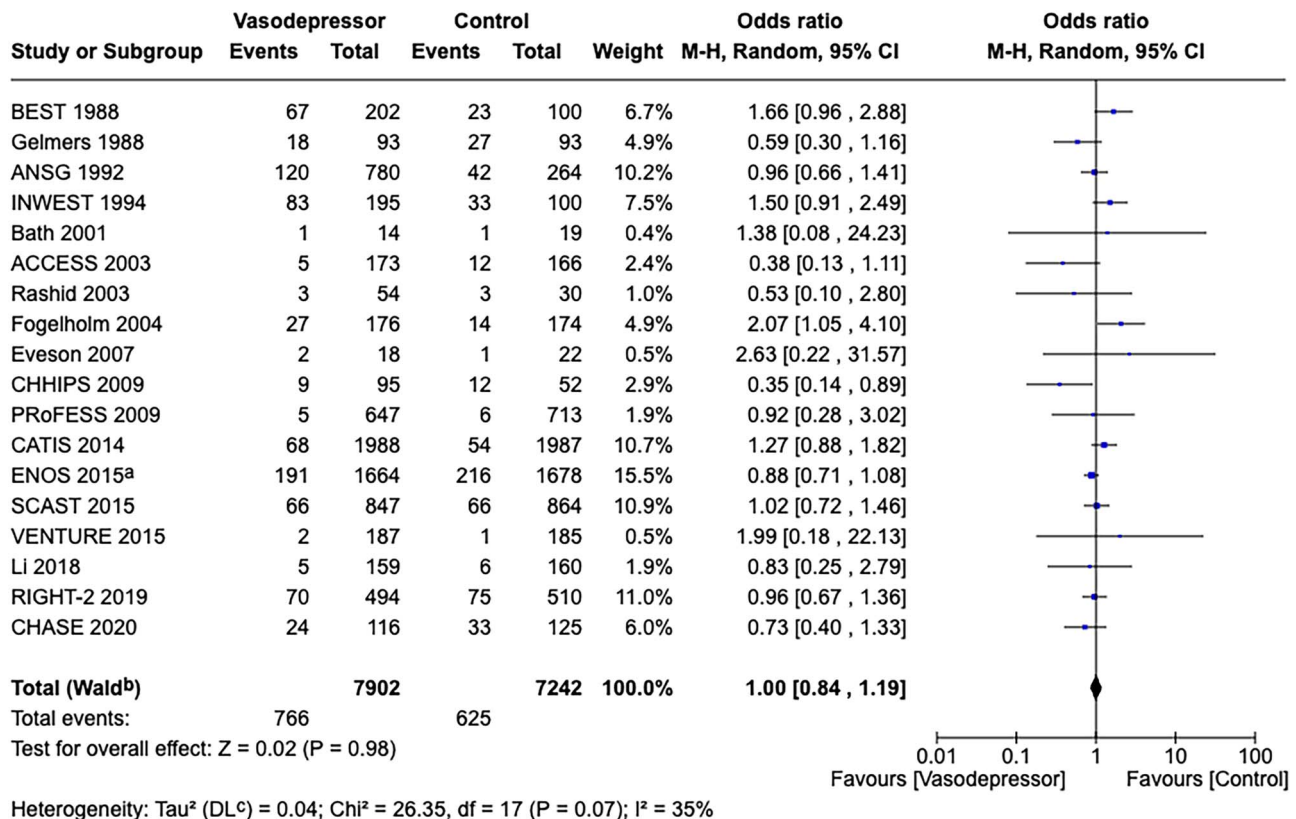 Vasodepressor Control Odds ratio Odds ratio
Study or Subgroup Events Total Events Total Weight M-H, Random, 95% CI M-H, Random, 95% CI
BEST 1988 67 202 23 100 6.7% 1.66 [0.96 , 2.88]
Gelmers 1988 18 93 27 93 4.9% 0.59 [0.30 , 1.16]
ANSG 1992 120 780 42 264 10.2% 0.96 [0.66 , 1.41]
INWEST 1994 83 195 33 100 7.5% 1.50 [0.91 , 2.49]
Bath 2001 1 14 1 19 0.4% 1.38 [0.08 , 24.23]
ACCESS 2003 5 173 12 166 2.4% 0.38 [0.13 , 1.11]
Rashid 2003 3 54 3 30 1.0% 0.53 [0.10 , 2.80]
Fogelholm 2004 27 176 14 174 4.9% 2.07 [1.05 , 4.10]
Eveson 2007 2 18 1 22 0.5% 2.63 [0.22 , 31.57]
CHHIPS 2009 9 95 12 52 2.9% 0.35 [0.14 , 0.89]
PRoFESS 2009 5 647 6 713 1.9% 0.92 [0.28 , 3.02]
CATIS 2014 68 1988 54 1987 10.7% 1.27 [0.88 , 1.82]
ENOS 2015ᵃ 191 1664 216 1678 15.5% 0.88 [0.71 , 1.08]
SCAST 2015 66 847 66 864 10.9% 1.02 [0.72 , 1.46]
VENTURE 2015 2 187 1 185 0.5% 1.99 [0.18 , 22.13]
Li 2018 5 159 6 160 1.9% 0.83 [0.25 , 2.79]
RIGHT-2 2019 70 494 75 510 11.0% 0.96 [0.67 , 1.36]
CHASE 2020 24 116 33 125 6.0% 0.73 [0.40 , 1.33]
Total (Waldᵇ) 7902 7242 100.0% 1.00 [0.84 , 1.19]
Total events: 766 625
Test for overall effect: Z = 0.02 (P = 0.98)
0.01 0.1 1 10 100
Favours [Vasodepressor] Favours [Control]
Heterogeneity: Tau² (DLᶜ) = 0.04; Chi² = 26.35, df = 17 (P = 0.07); I² = 35%